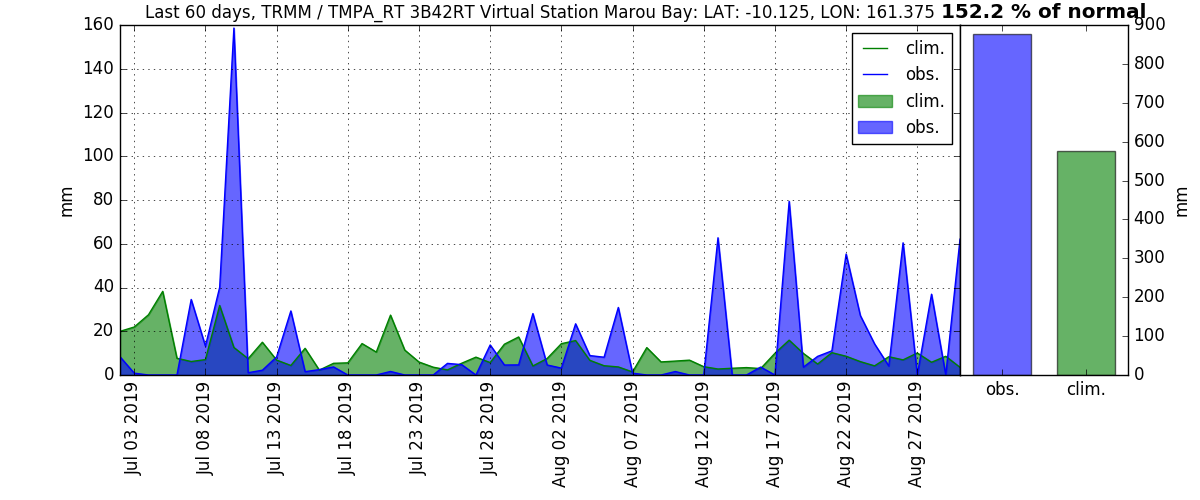 Last 60 days, TRMM / TMPA_RT 3B42RT Virtual Station Marou Bay: LAT: -10.125, LON: 161.375 152.2 % of normal
160
140
120
100
80
60
40
20
0
mm
clim.
obs.
clim.
obs.
Jul 03 2019
Jul 08 2019
Jul 13 2019
Jul 18 2019
Jul 23 2019
Jul 28 2019
Aug 02 2019
Aug 07 2019
Aug 12 2019
Aug 17 2019
Aug 22 2019
Aug 27 2019
900
800
700
600
500
400
300
200
100
0
mm
obs. clim.